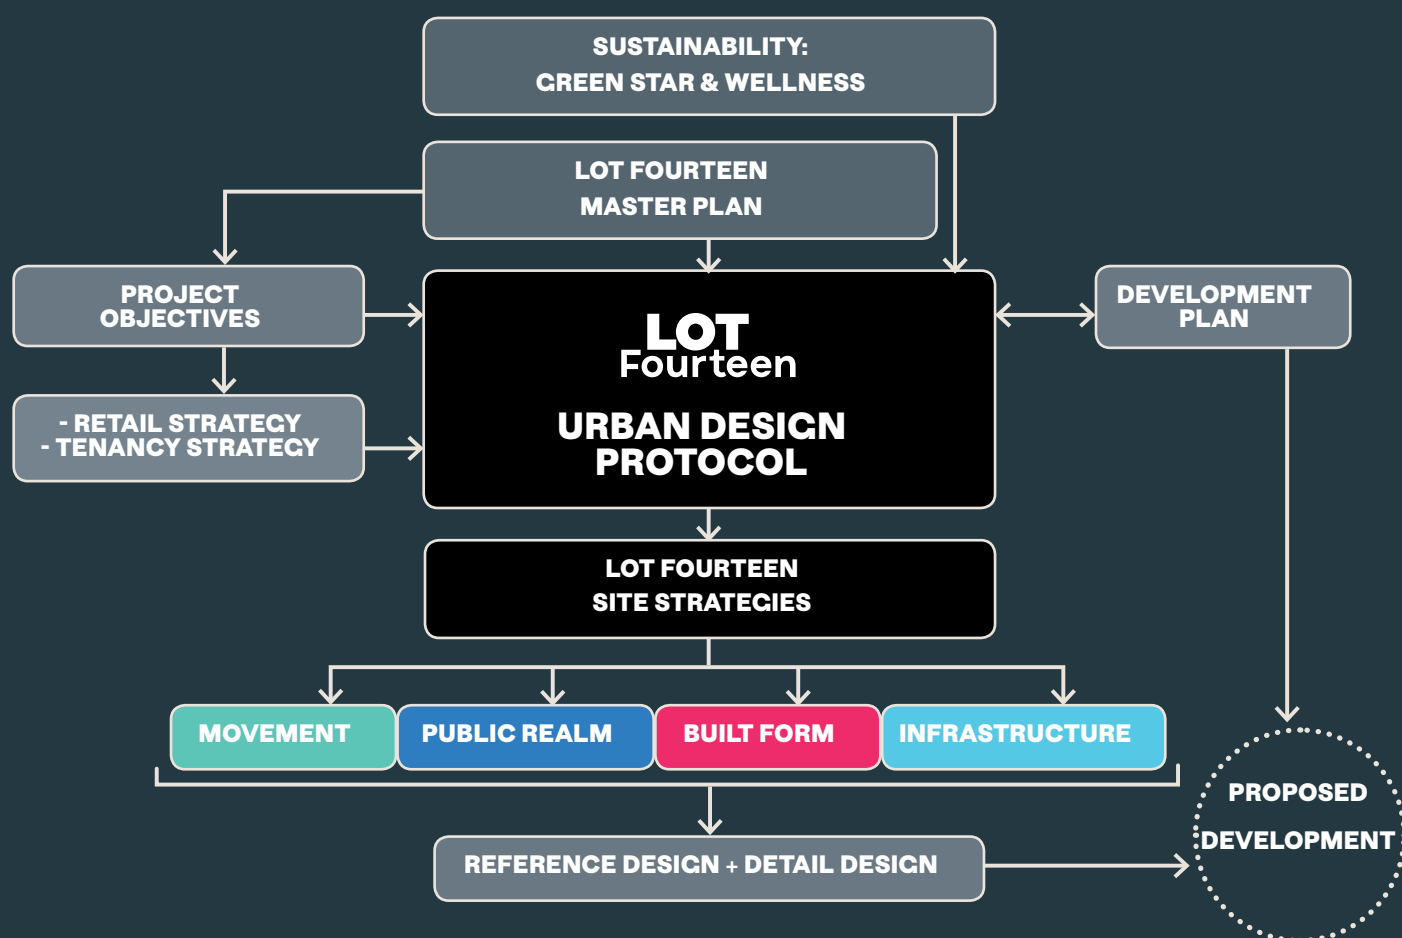 SUSTAINABILITY:
GREEN STAR & WELLNESS
LOT FOURTEEN
MASTER PLAN
PROJECT
OBJECTIVES
- RETAIL STRATEGY
- TENANCY STRATEGY
LOT
Fourteen
URBAN DESIGN
PROTOCOL
DEVELOPMENT
PLAN
LOT FOURTEEN
SITE STRATEGIES
MOVEMENT
PUBLIC REALM
BUILT FORM
INFRASTRUCTURE
REFERENCE DESIGN + DETAIL DESIGN
PROPOSED
DEVELOPMENT